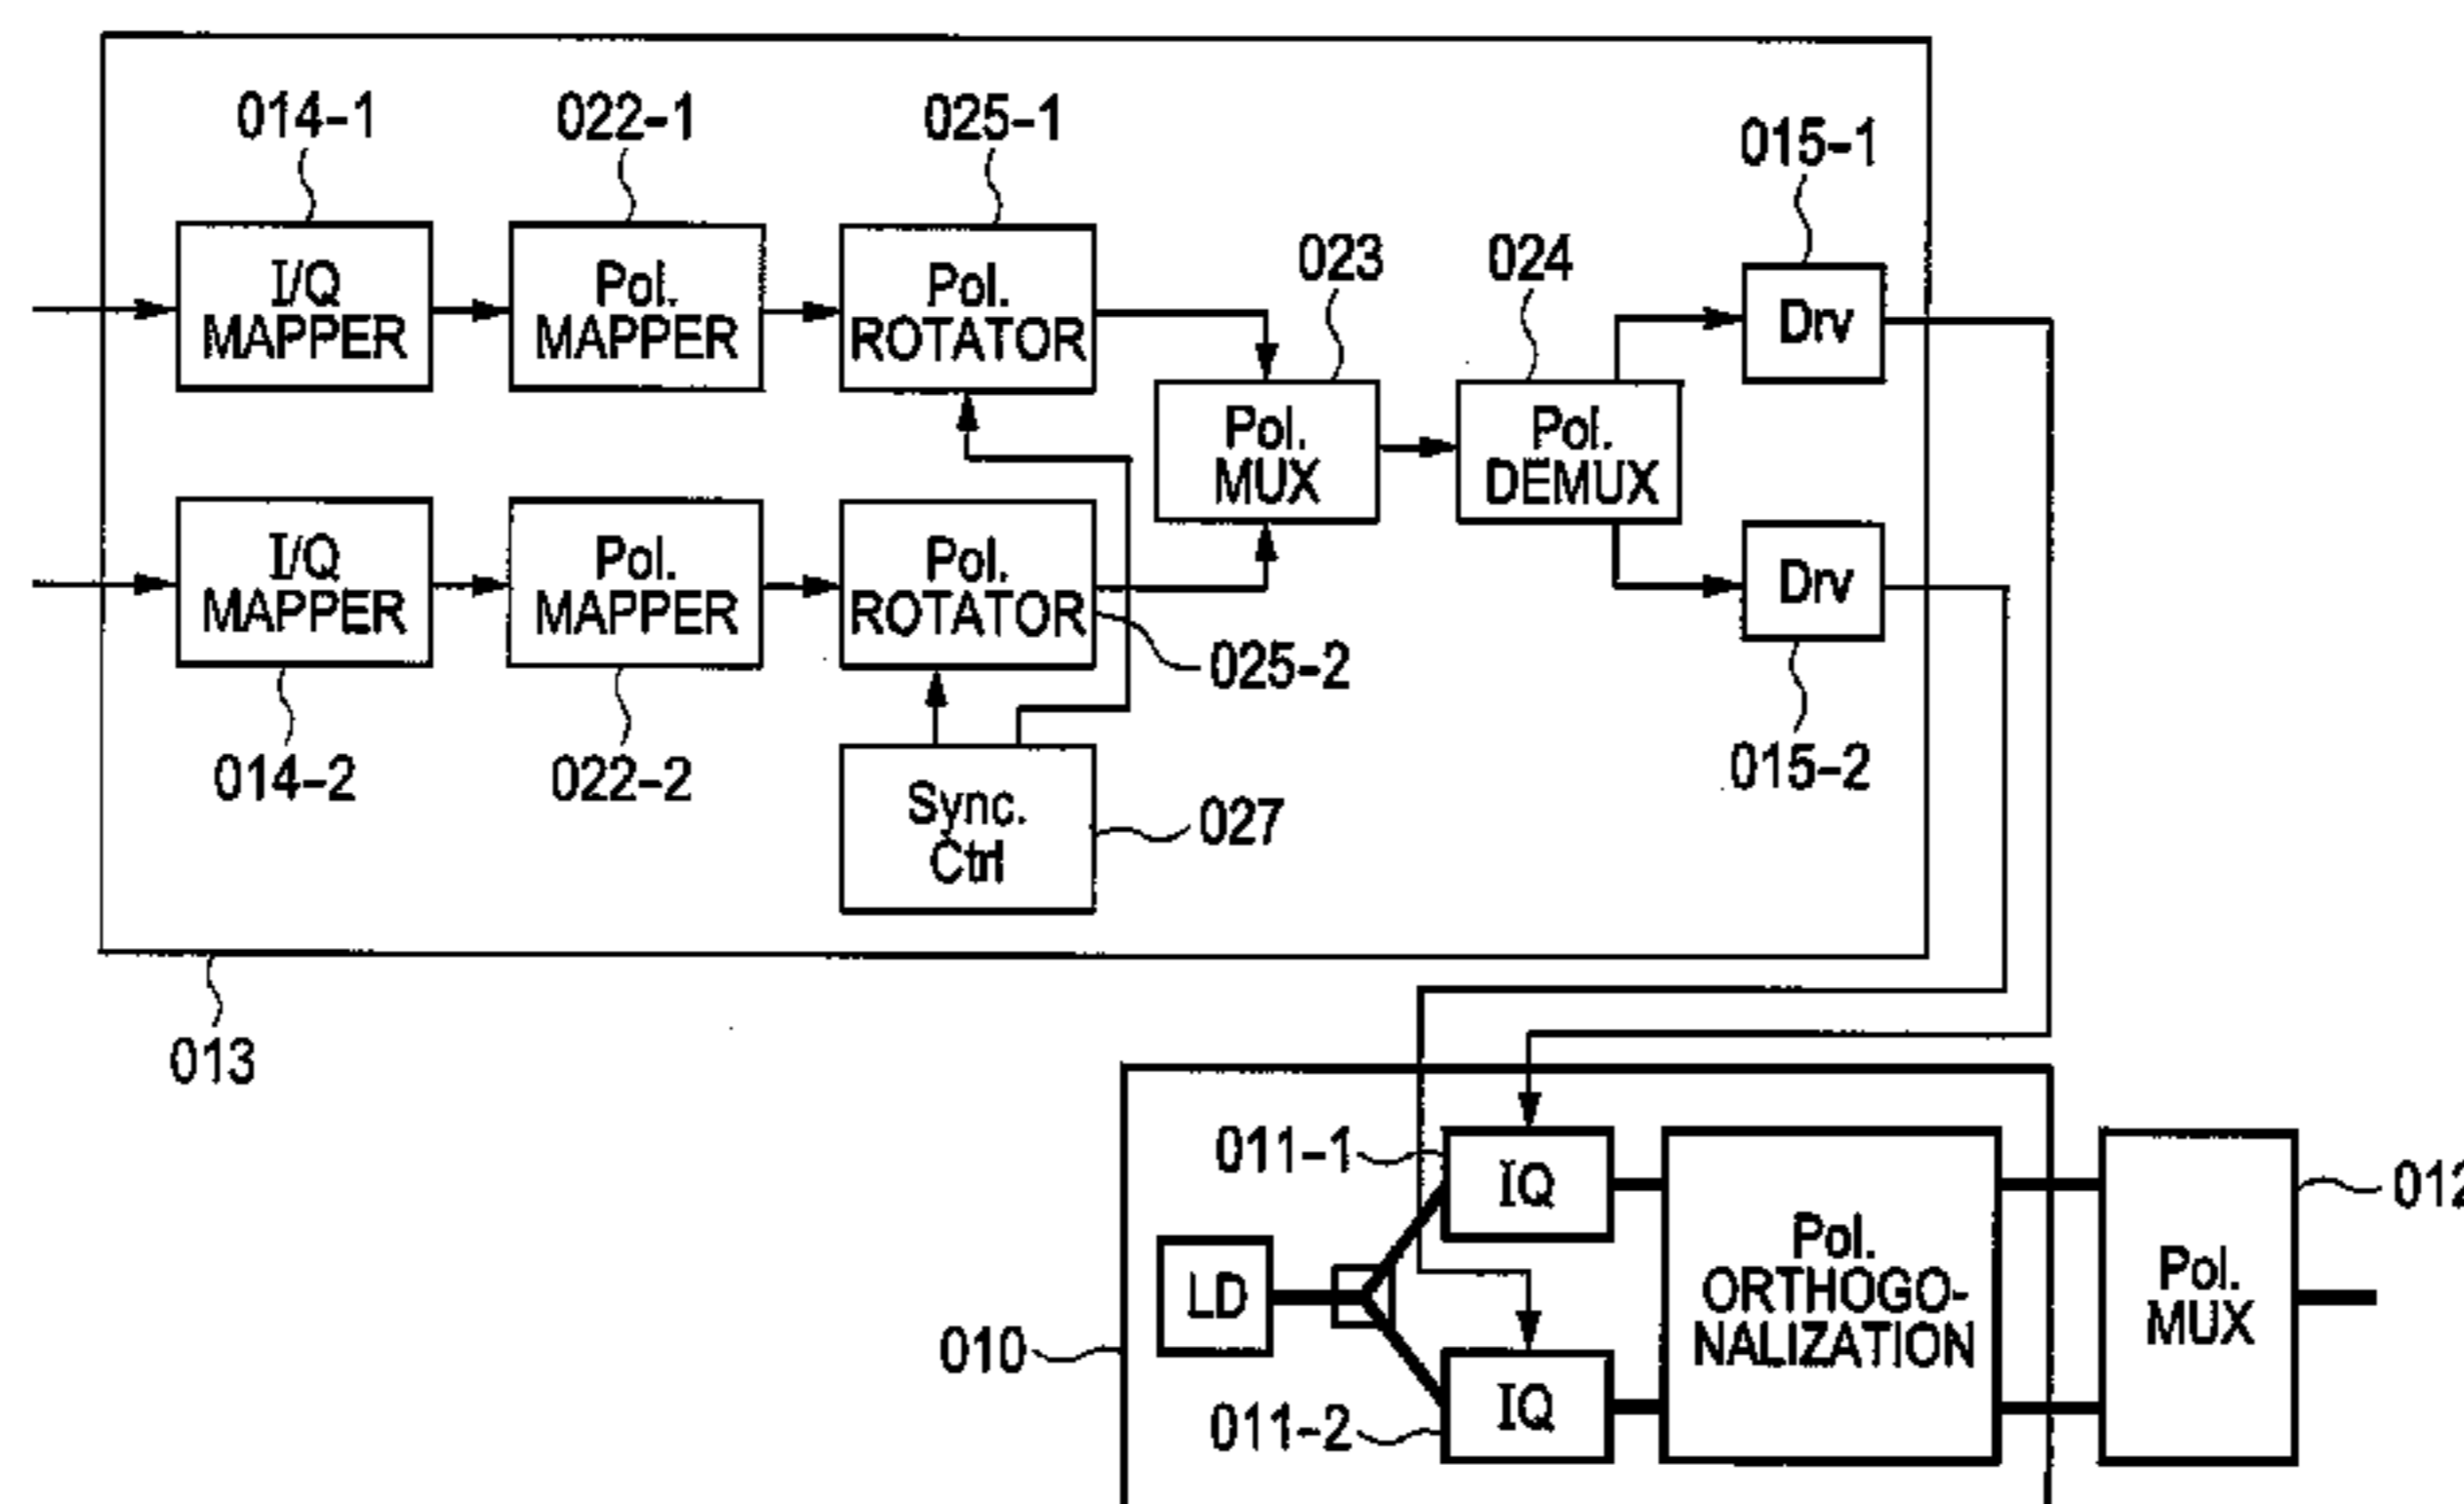 014-1
022-1
025-1
015-1
I/Q
MAPPER
Pol.
MAPPER
Pol.
ROTATOR
023
024
Drv
Pol.
MUX
Pol.
DEMUX
I/Q
MAPPER
Pol.
MAPPER
Pol.
ROTATOR
Drv
025-2
014-2
022-2
015-2
Sync.
Ctrl
027
013
011-1
IQ
012
LD
Pol.
ORTHOGO-
NALIZATION
Pol.
MUX
010
011-2
IQ